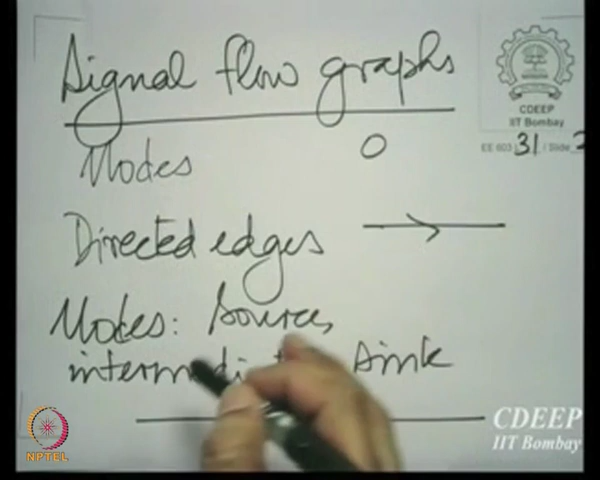 Signal flow graphs
CDEEP
IIT Bombay
EE 603 31 / Slide
Nodes
Directed edges
Nodes: Source,
Sink
CDEEP
IIT Bombay
NPTEL